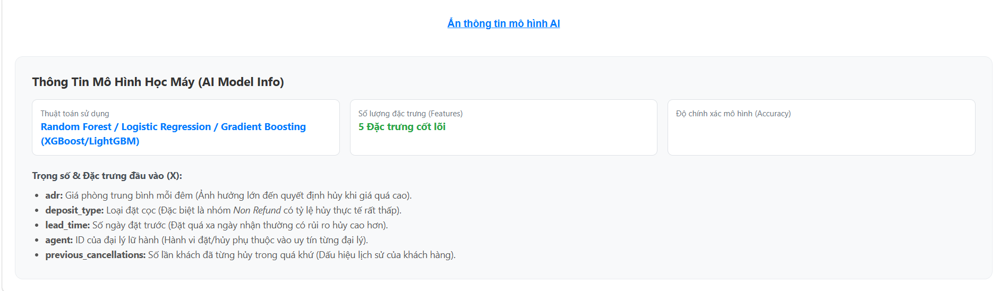 Ẩn thông tin mô hình AI
Thông Tin Mô Hình Học Máy (AI Model Info)
Thuật toán sử dụng
Random Forest / Logistic Regression / Gradient Boosting
(XGBoost/LightGBM)
Số lượng đặc trưng (Features)
5 Đặc trưng cốt lõi
Độ chính xác mô hình (Accuracy)
Trọng số & Đặc trưng đầu vào (X):
• adr: Giá phòng trung bình mỗi đêm (Ảnh hưởng lớn đến quyết định hủy khi giá quá cao).
• deposit_type: Loại đặt cọc (Đặc biệt là nhóm Non Refund có tỷ lệ hủy thực tế rất thấp).
• lead_time: Số ngày đặt trước (Đặt quá xa ngày nhận thường có rủi ro hủy cao hơn).
• agent: ID của đại lý lữ hành (Hành vi đặt/hủy phụ thuộc vào uy tín từng đại lý).
• previous_cancellations: Số lần khách đã từng hủy trong quá khứ (Dấu hiệu lịch sử của khách hàng).